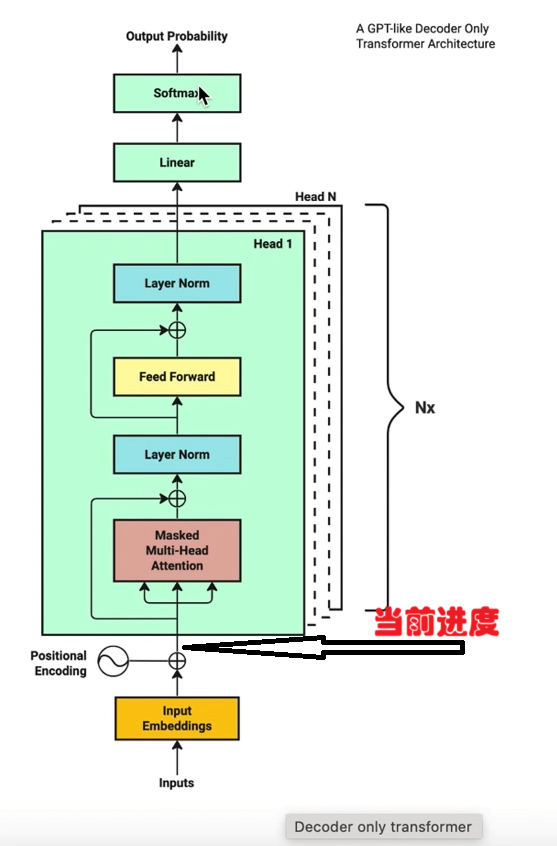 Output Probability
A GPT-like Decoder Only
Transformer Architecture
Softmax
Linear
Head N
Head 1
Layer Norm
Feed Forward
Nx
Layer Norm
Masked
Multi-Head
Attention
当前进度
Positional
Encoding
Input
Embeddings
Inputs
Decoder only transformer